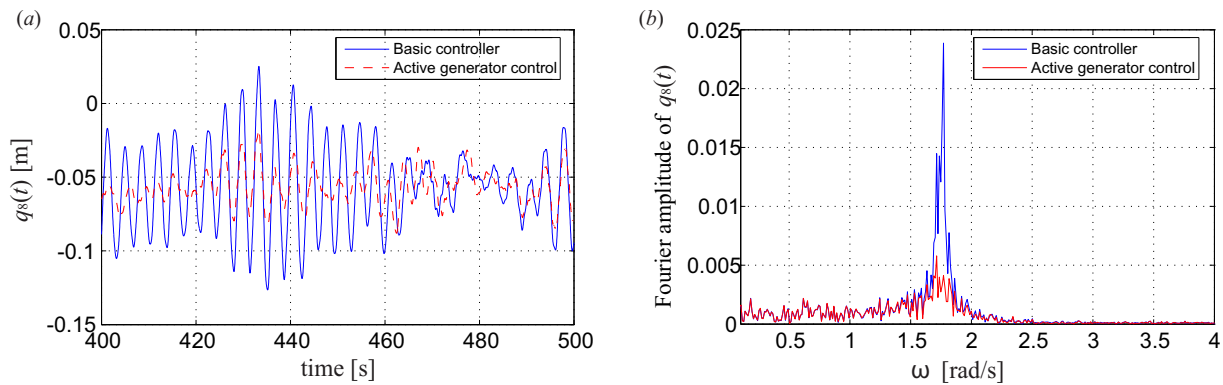 (a)
0.05
0
-0.05
-0.1
-0.15
q8(t) [m]
Basic controller
Active generator control
400 420 440 460 480 500
time [s]
(b)
0.025
0.02
0.015
0.01
0.005
0
Fourier amplitude of q8(t)
Basic controller
Active generator control
0.5 1 1.5 2 2.5 3 3.5 4
ω [rad/s]